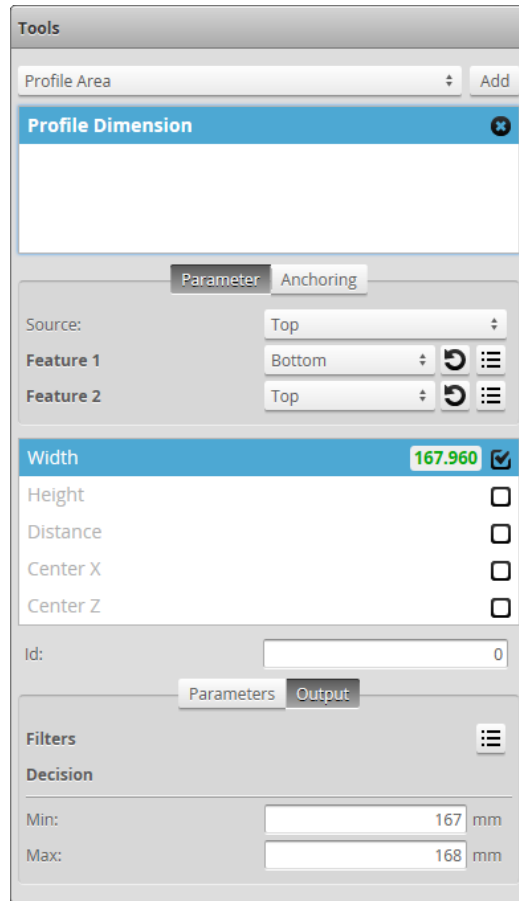 Tools
Profile Area Add
Profile Dimension
Parameter Anchoring
Source: Top
Feature 1 Bottom
Feature 2 Top
Width 167.960
Height
Distance
Center X
Center Z
Id: 0
Parameters Output
Filters
Decision
Min: 167 mm
Max: 168 mm